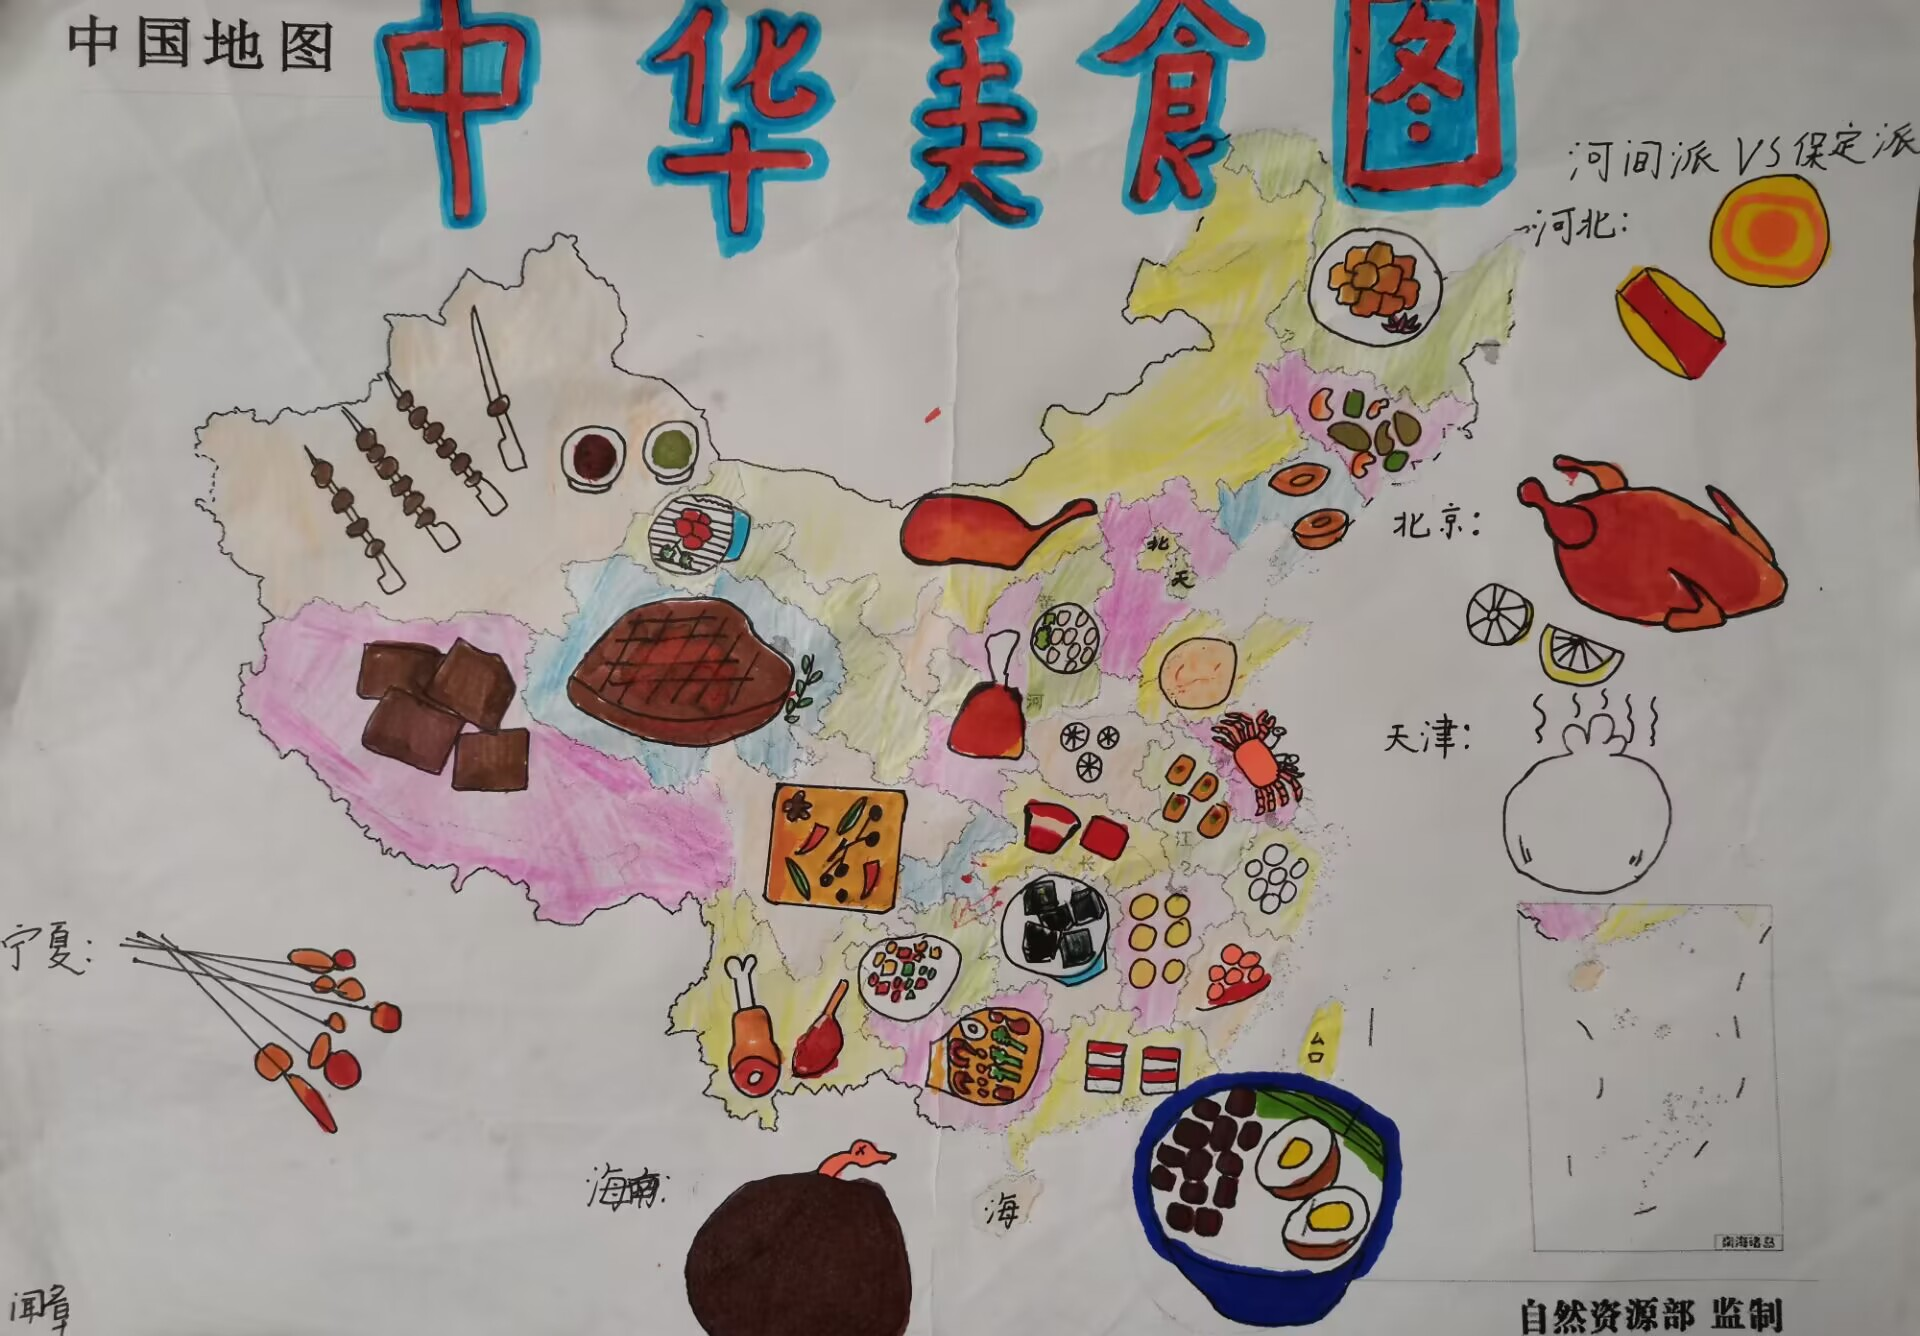 中国地图
中华美食图
河间派 VS 保定派
河北：
北京：
北
天
黄
河
天津：
江
长
宁夏：
台
海南：
海
南海诸岛
自然资源部 监制